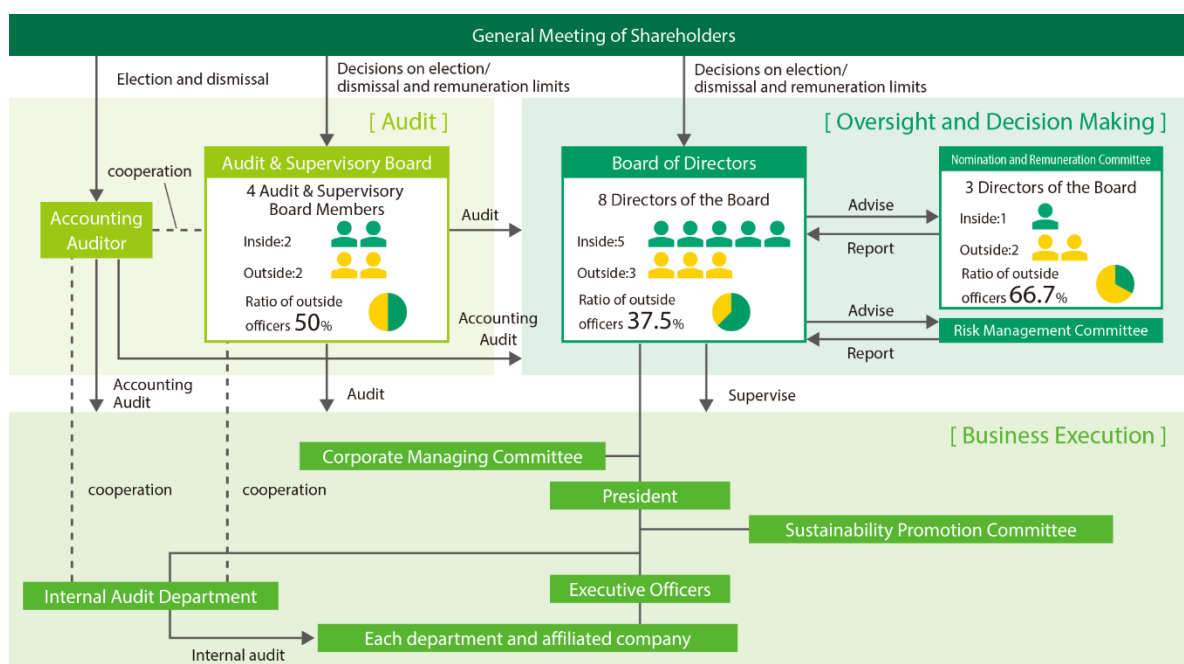 General Meeting of Shareholders
Election and dismissal
Decisions on election/
dismissal and remuneration limits
Decisions on election/
dismissal and remuneration limits
[ Audit ]
[ Oversight and Decision Making ]
cooperation
Audit & Supervisory Board
4 Audit & Supervisory
Board Members
Inside:2
Outside:2
Ratio of outside
officers 50%
Accounting
Auditor
Audit
Accounting
Audit
Board of Directors
8 Directors of the Board
Inside:5
Outside:3
Ratio of outside
officers 37.5%
Advise
Report
Advise
Report
Nomination and Remuneration Committee
3 Directors of the Board
Inside:1
Outside:2
Ratio of outside
officers 66.7%
Risk Management Committee
Accounting
Audit
Audit
Supervise
[ Business Execution ]
Corporate Managing Committee
cooperation
cooperation
President
Sustainability Promotion Committee
Internal Audit Department
Executive Officers
Each department and affiliated company
Internal audit